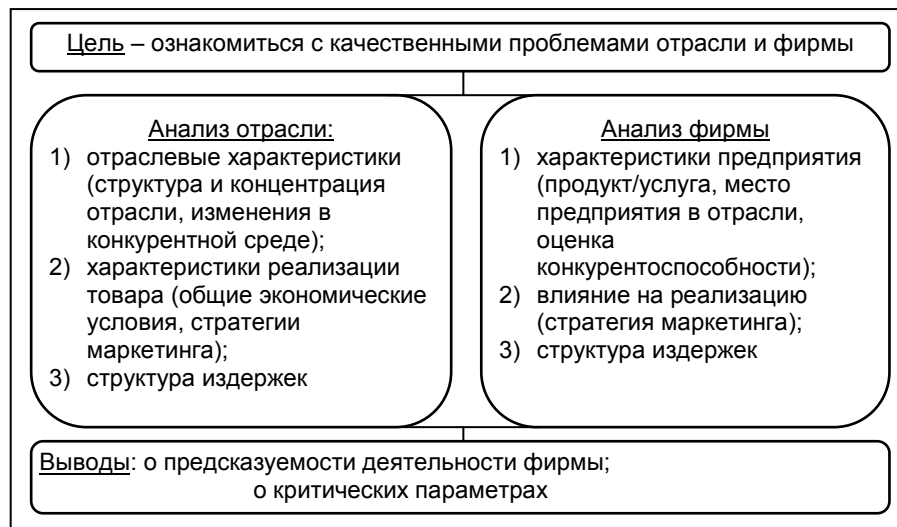 Цель – ознакомиться с качественными проблемами отрасли и фирмы
Анализ отрасли:
1) отраслевые характеристики
(структура и концентрация
отрасли, изменения в
конкурентной среде);
2) характеристики реализации
товара (общие экономические
условия, стратегии
маркетинга);
3) структура издержек
Анализ фирмы
1) характеристики предприятия
(продукт/услуга, место
предприятия в отрасли,
оценка
конкурентоспособности);
2) влияние на реализацию
(стратегия маркетинга);
3) структура издержек
Выводы: о предсказуемости деятельности фирмы;
о критических параметрах